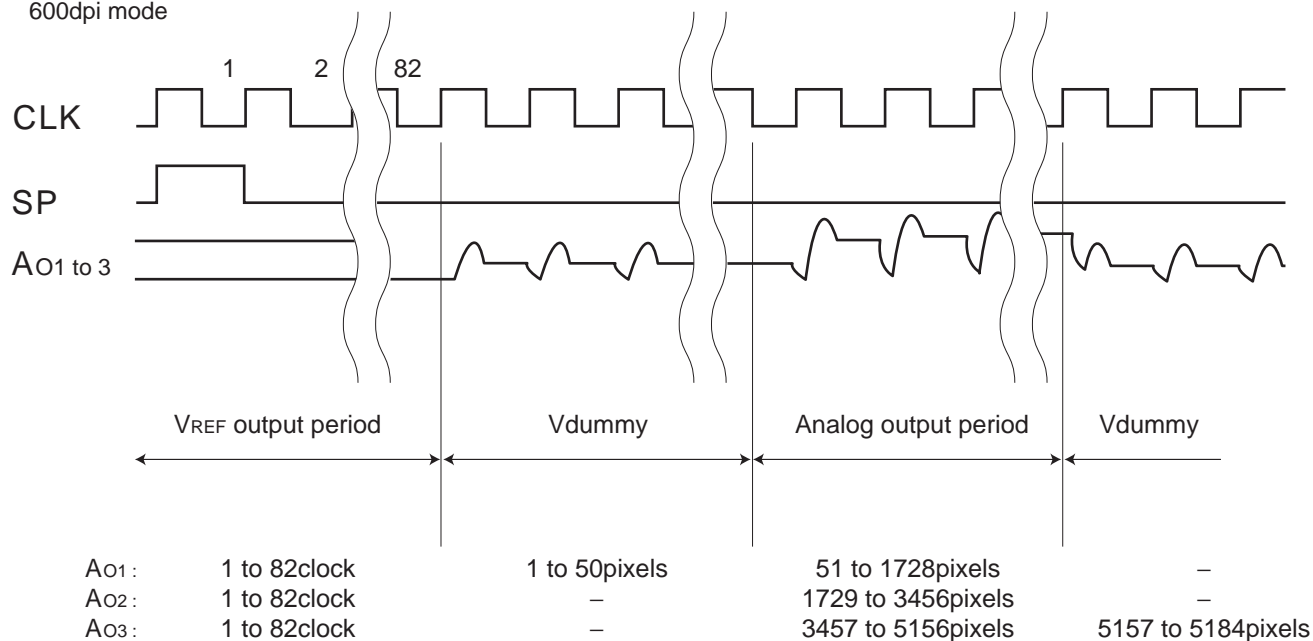 600dpi mode
1 2 82
CLK
SP
AO1 to 3
VREF output period Vdummy Analog output period Vdummy
AO1 : 1 to 82clock 1 to 50pixels 51 to 1728pixels –
AO2 : 1 to 82clock – 1729 to 3456pixels –
AO3 : 1 to 82clock – 3457 to 5156pixels 5157 to 5184pixels